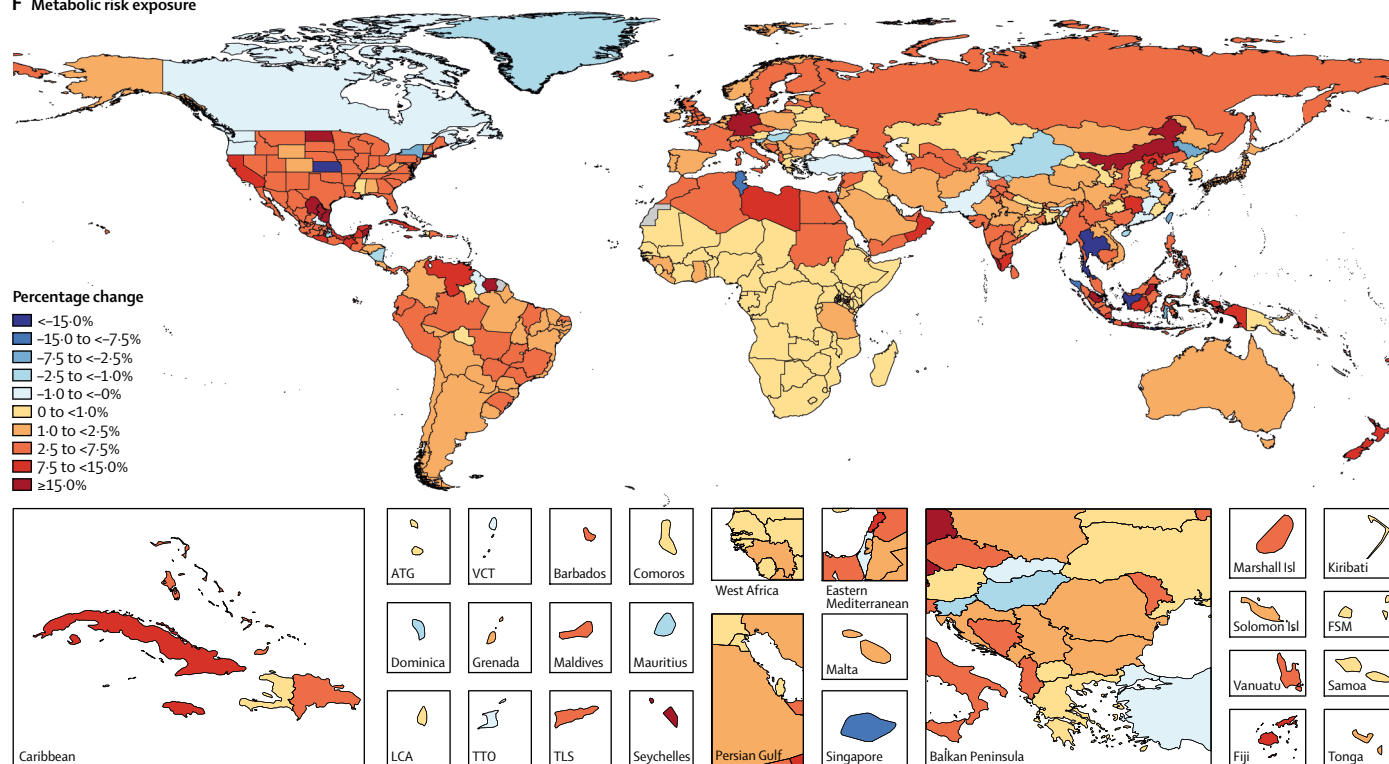 F Metabolic risk exposure
Percentage change
<–15·0%
–15·0 to <–7·5%
–7·5 to <–2·5%
–2·5 to <–1·0%
–1·0 to <–0%
0 to <1·0%
1·0 to <2·5%
2·5 to <7·5%
7·5 to <15·0%
≥15·0%
Caribbean
ATG
VCT
Barbados
Comoros
Dominica
Grenada
Maldives
Mauritius
LCA
TTO
TLS
Seychelles
West Africa
Eastern
Mediterranean
Persian Gulf
Malta
Singapore
Balkan Peninsula
Marshall Isl
Kiribati
Solomon Isl
FSM
Vanuatu
Samoa
Fiji
Tonga